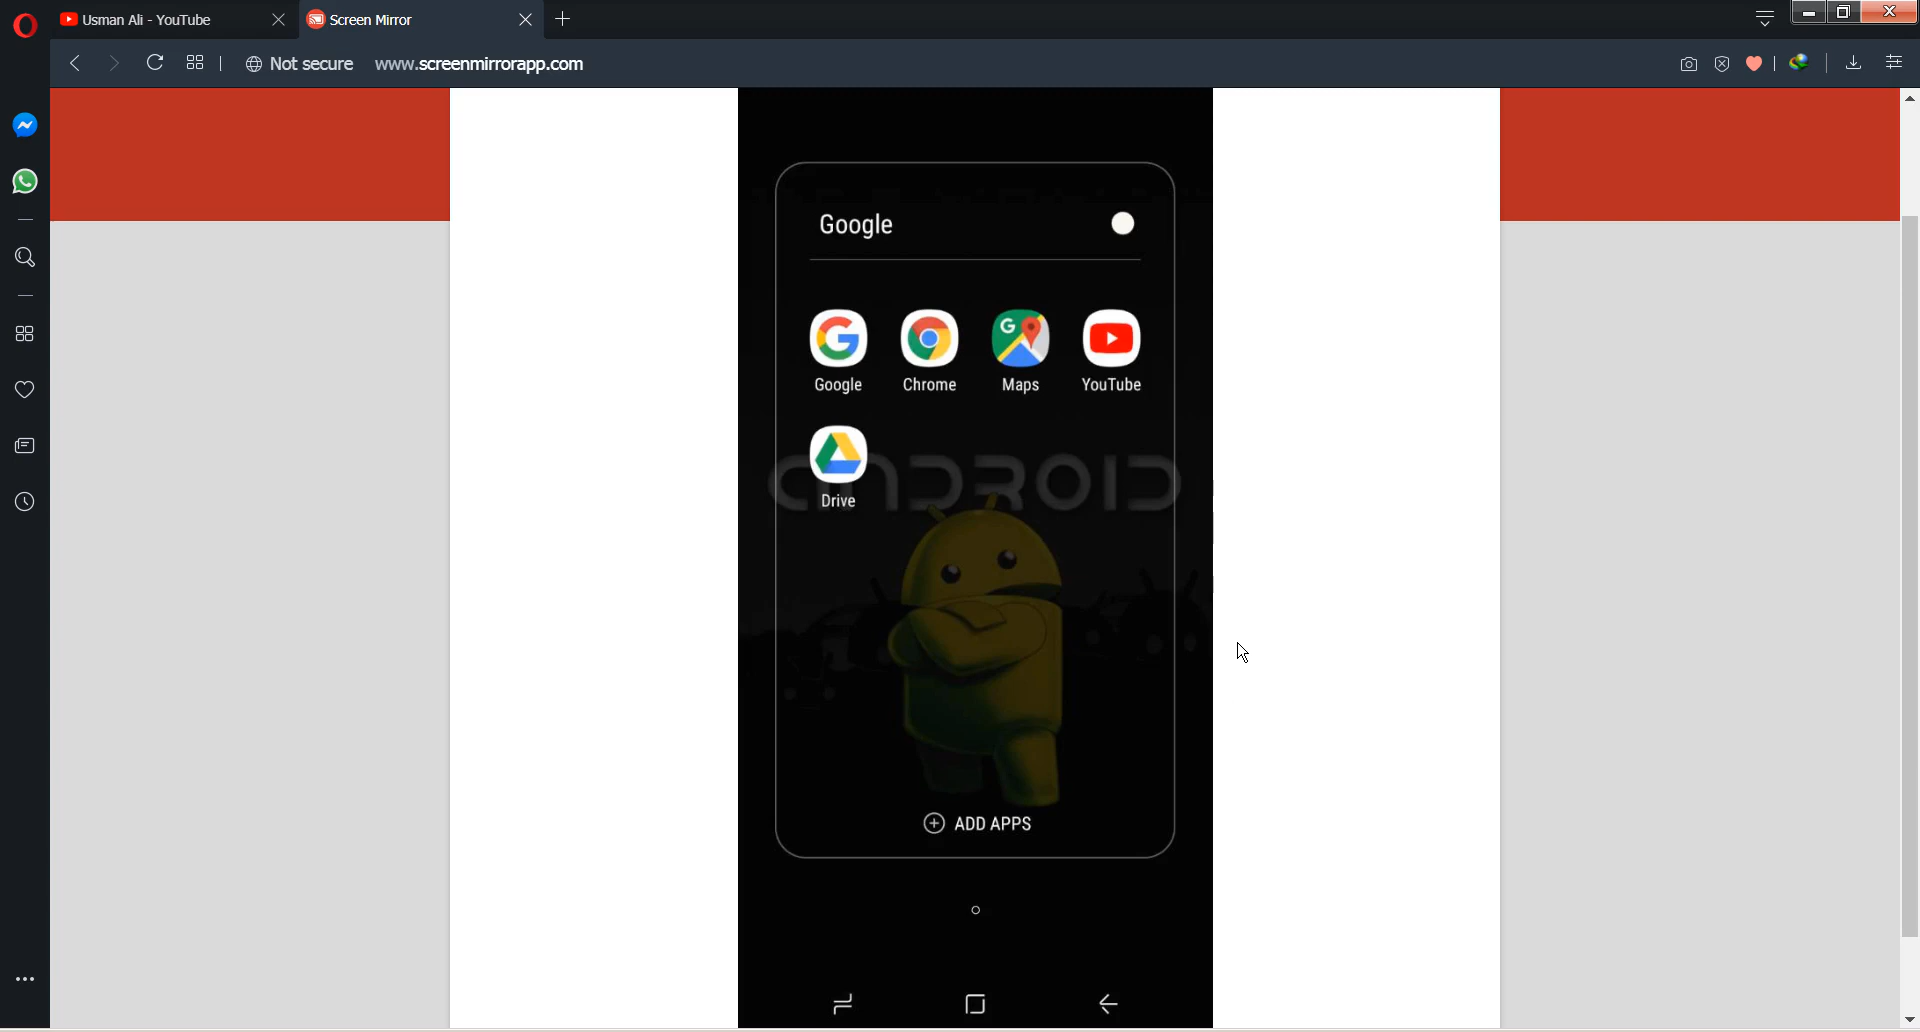 Usman Ali - YouTube
Screen Mirror
Not secure www.screenmirrorapp.com
Google
Google Chrome Maps YouTube
Drive
ANDROID
ADD APPS